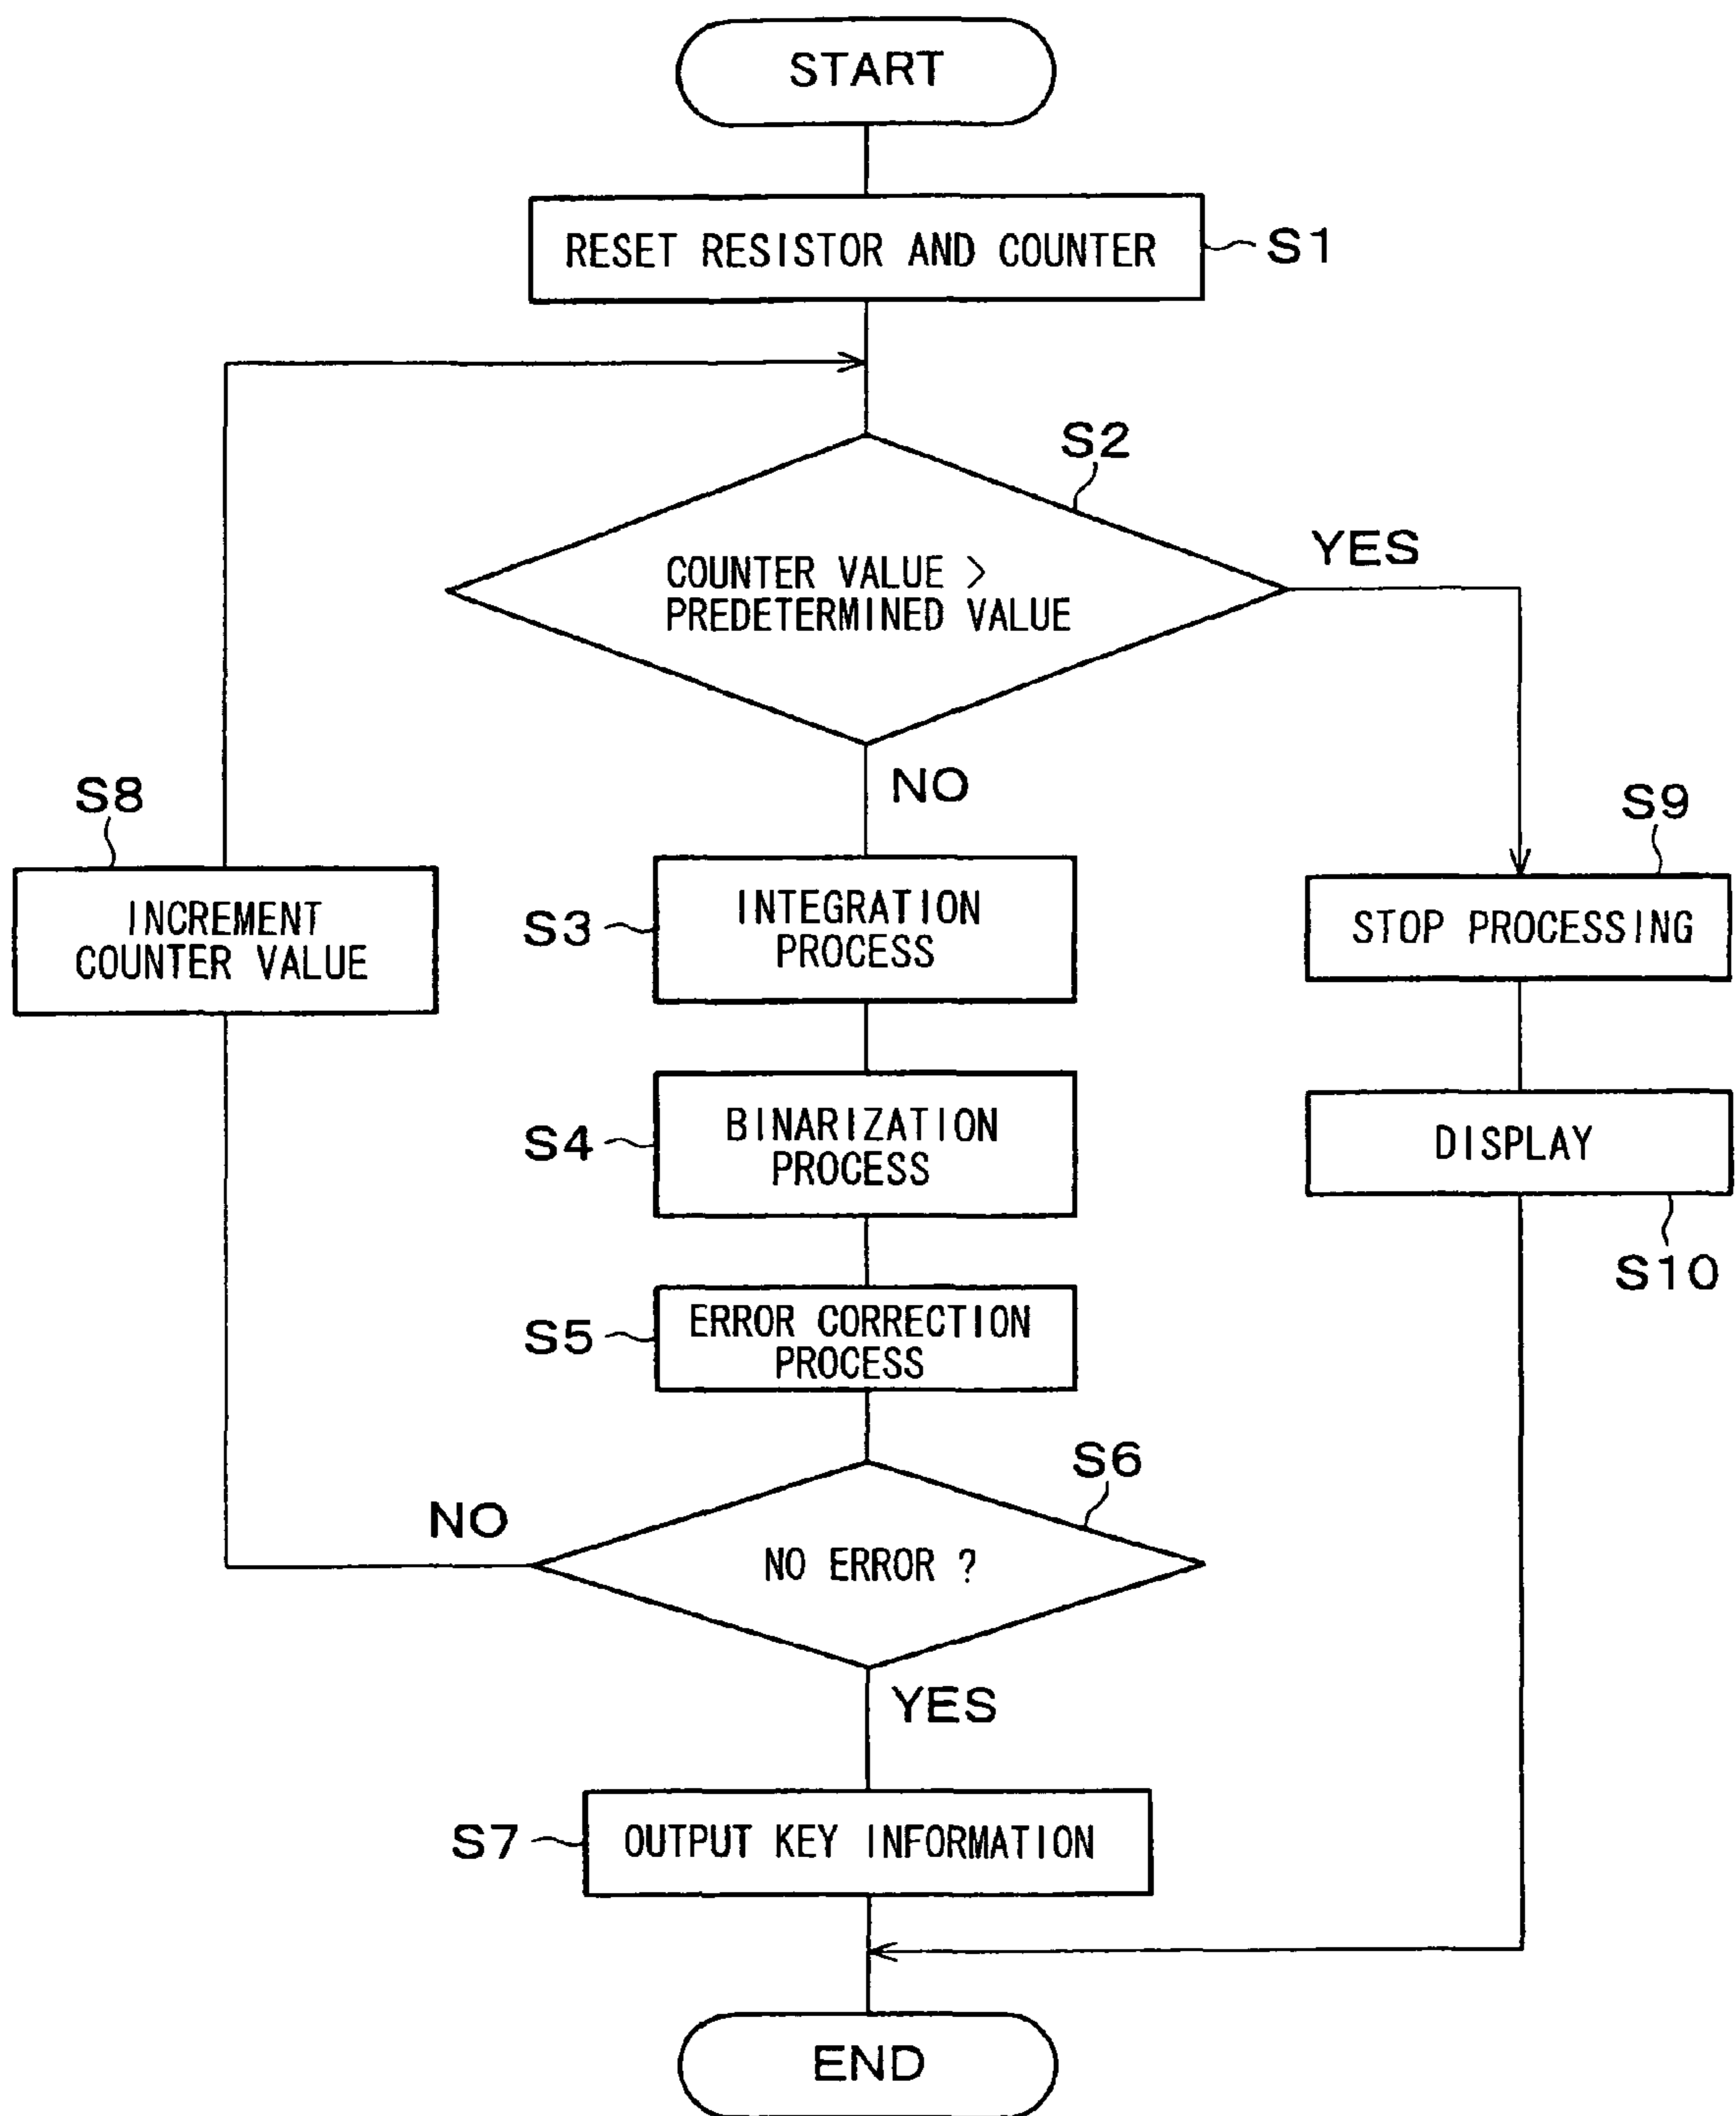 START
RESET RESISTOR AND COUNTER
S1
S2
COUNTER VALUE >
PREDETERMINED VALUE
YES
NO
S8
INCREMENT
COUNTER VALUE
S3
INTEGRATION
PROCESS
S9
STOP PROCESSING
S4
BINARIZATION
PROCESS
DISPLAY
S10
S5
ERROR CORRECTION
PROCESS
S6
NO
NO ERROR ?
YES
S7
OUTPUT KEY INFORMATION
END